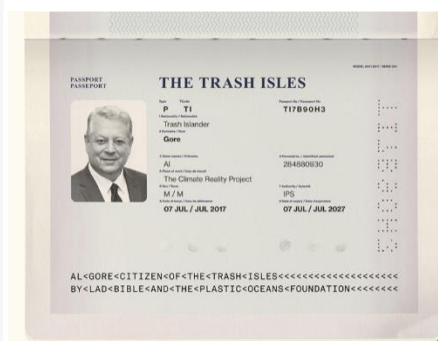 PASSPORT
PASSEPORT
THE TRASH ISLES
P TI
TI7B90H3
Trash Islander
Gore
Al
284680930
The Climate Reality Project
M / M
IPS
07 JUL / JUL 2017
07 JUL / JUL 2027
AL<GORE<CITIZEN<OF<THE<TRASH<ISLES<<<<<<<<<<<<<<<<<<<<
BY<LAD<BIBLE<AND<THE<PLASTIC<OCEANS<FOUNDATION<<<<<<<<